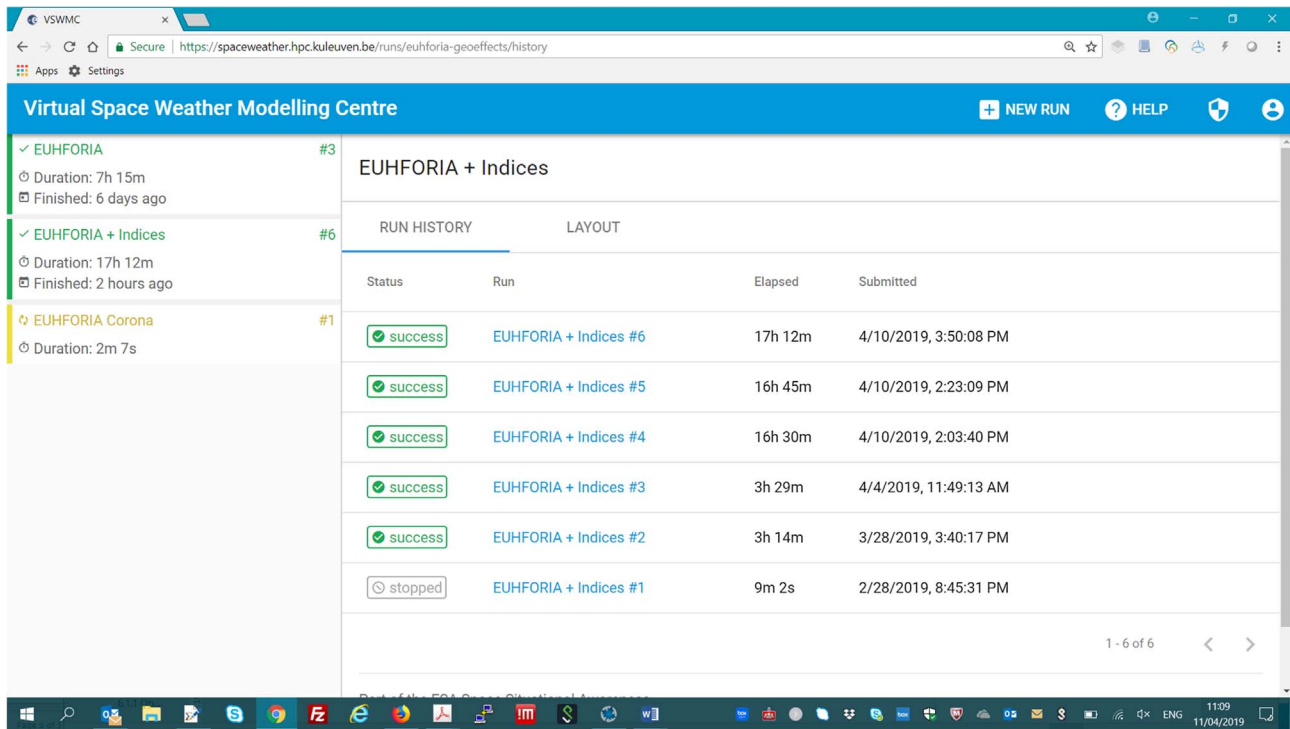 VSWMC
Secure https://spaceweather.hpc.kuleuven.be/runs/euhforia-geoeffects/history
Apps Settings
Virtual Space Weather Modelling Centre
NEW RUN HELP
EUHFORIA #3
Duration: 7h 15m
Finished: 6 days ago
EUHFORIA + Indices #6
Duration: 17h 12m
Finished: 2 hours ago
EUHFORIA Corona #1
Duration: 2m 7s
EUHFORIA + Indices
RUN HISTORY LAYOUT
Status Run Elapsed Submitted
success EUHFORIA + Indices #6 17h 12m 4/10/2019, 3:50:08 PM
success EUHFORIA + Indices #5 16h 45m 4/10/2019, 2:23:09 PM
success EUHFORIA + Indices #4 16h 30m 4/10/2019, 2:03:40 PM
success EUHFORIA + Indices #3 3h 29m 4/4/2019, 11:49:13 AM
success EUHFORIA + Indices #2 3h 14m 3/28/2019, 3:40:17 PM
stopped EUHFORIA + Indices #1 9m 2s 2/28/2019, 8:45:31 PM
1 - 6 of 6
Part of the ESA Space Situational Awareness
ENG 11:09
11/04/2019